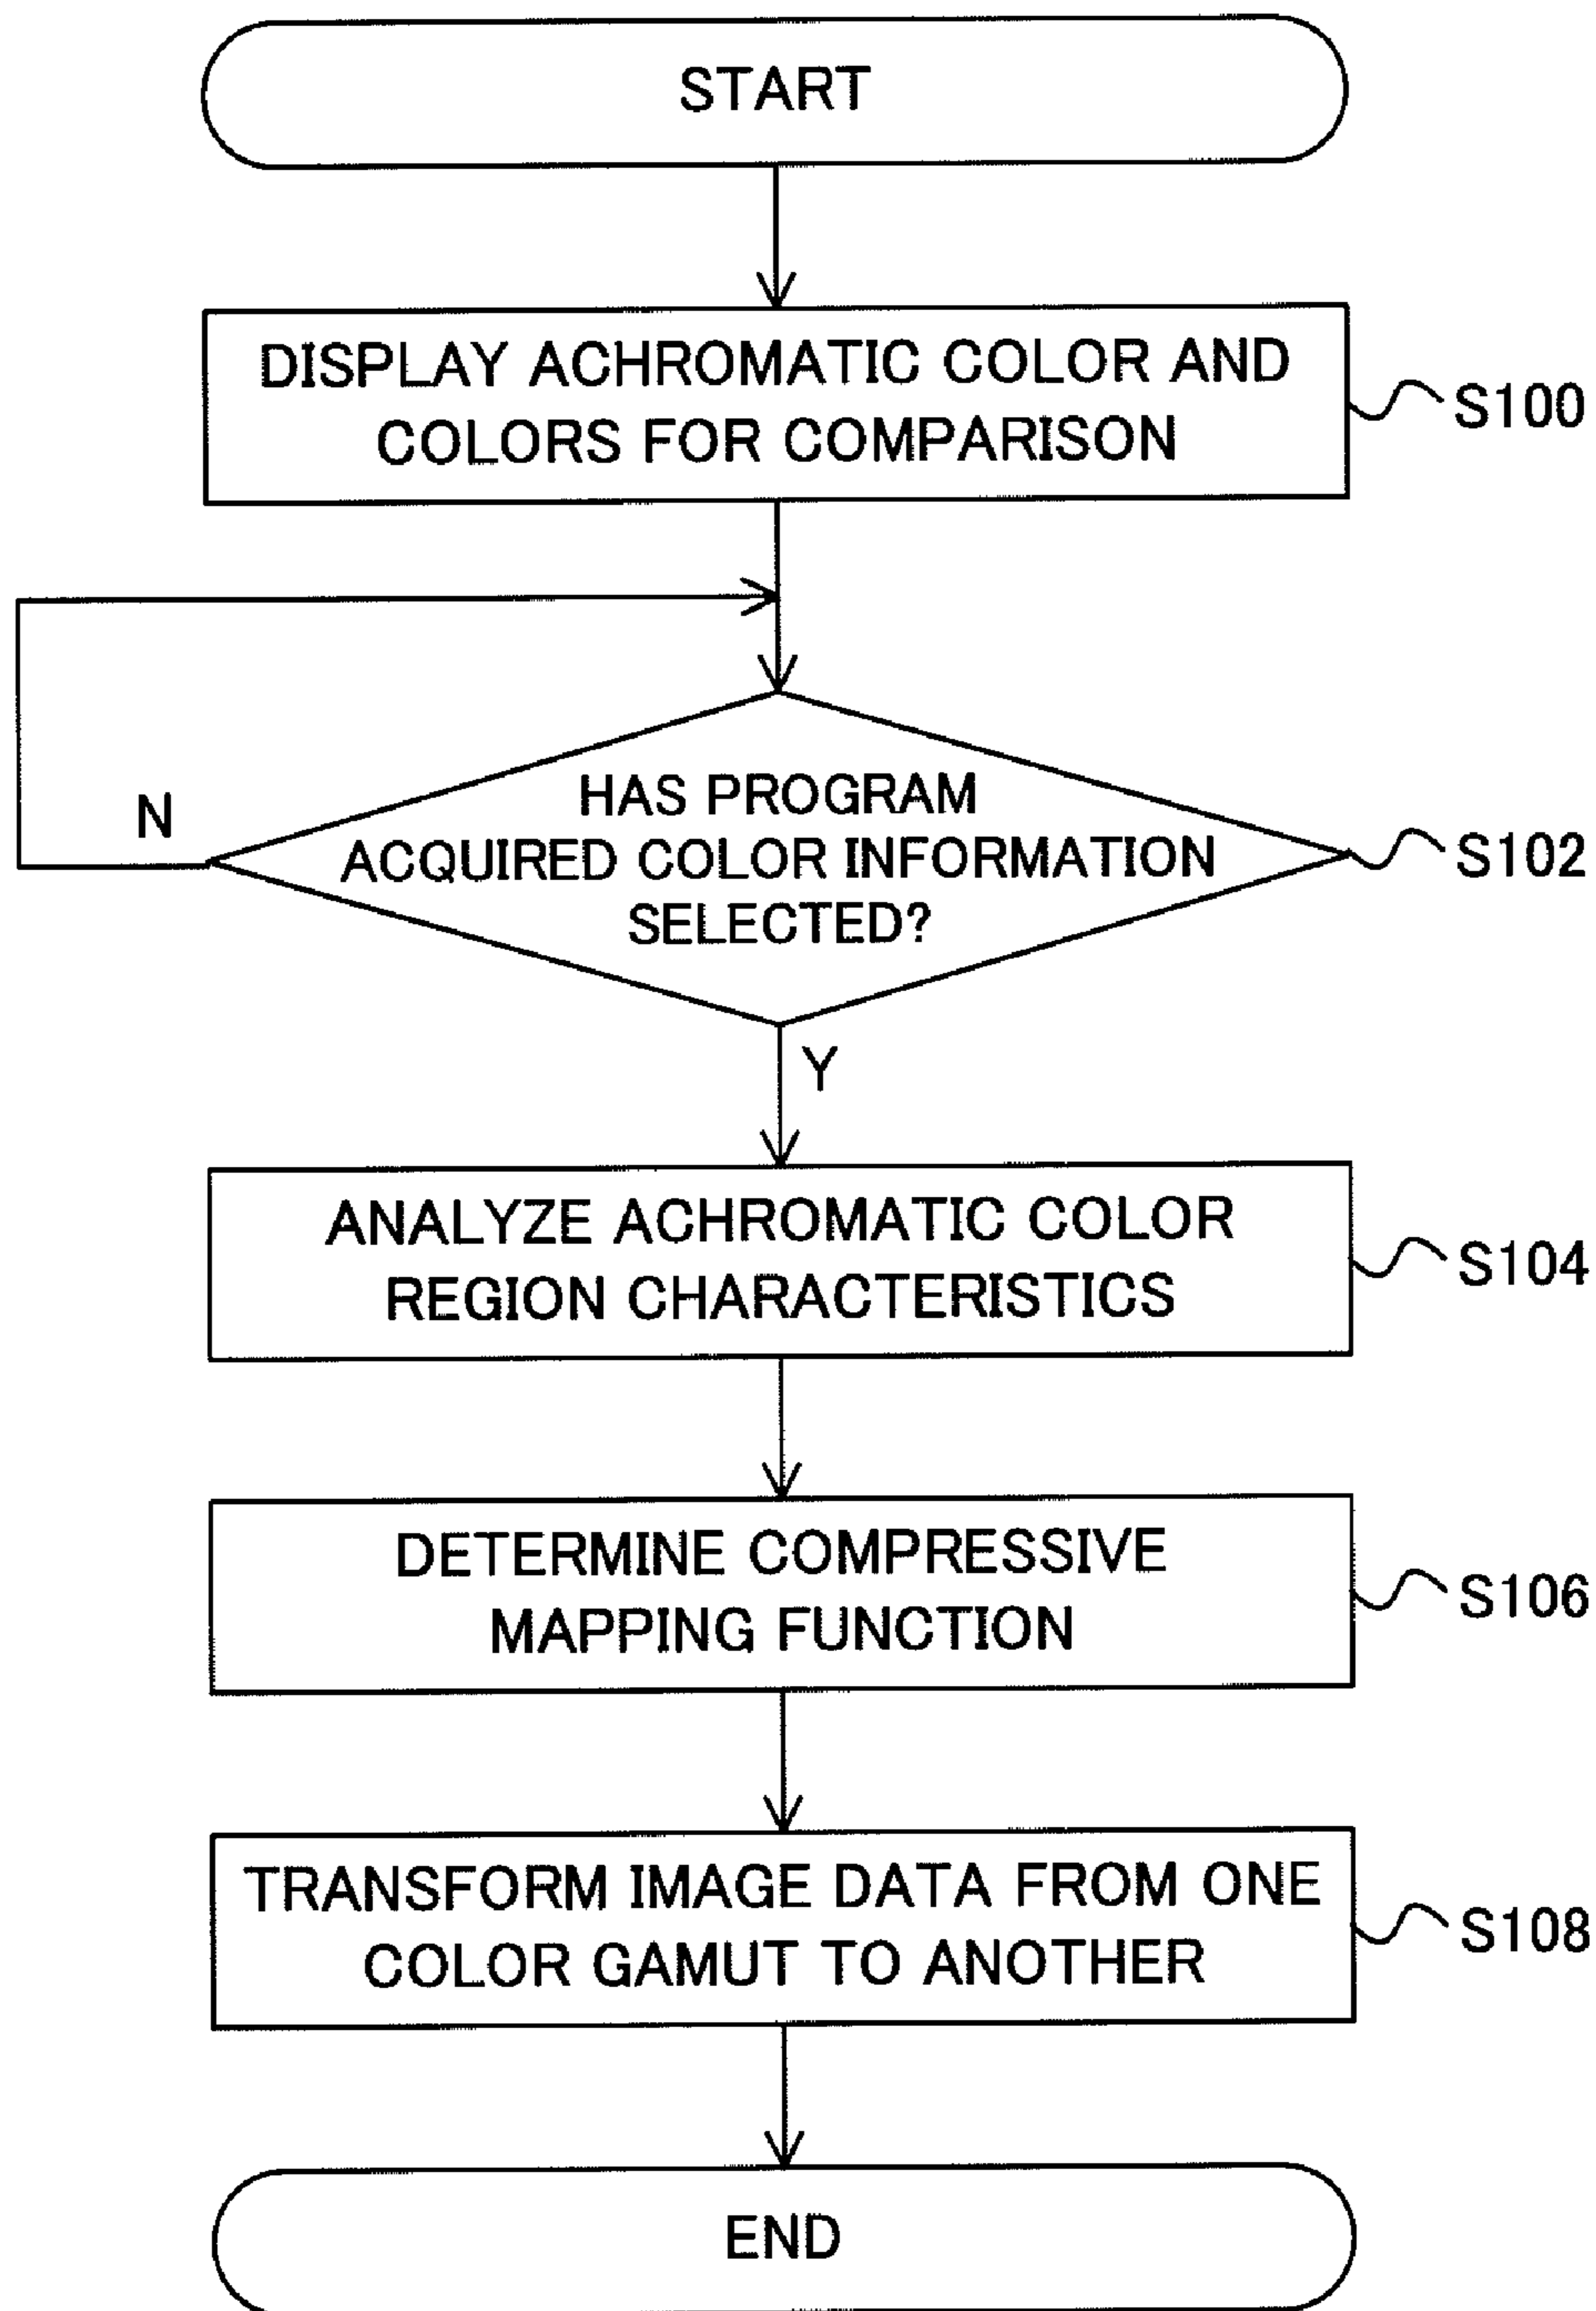 START
DISPLAY ACHROMATIC COLOR AND
COLORS FOR COMPARISON
S100
N
HAS PROGRAM
ACQUIRED COLOR INFORMATION
SELECTED?
S102
Y
ANALYZE ACHROMATIC COLOR
REGION CHARACTERISTICS
S104
DETERMINE COMPRESSIVE
MAPPING FUNCTION
S106
TRANSFORM IMAGE DATA FROM ONE
COLOR GAMUT TO ANOTHER
S108
END